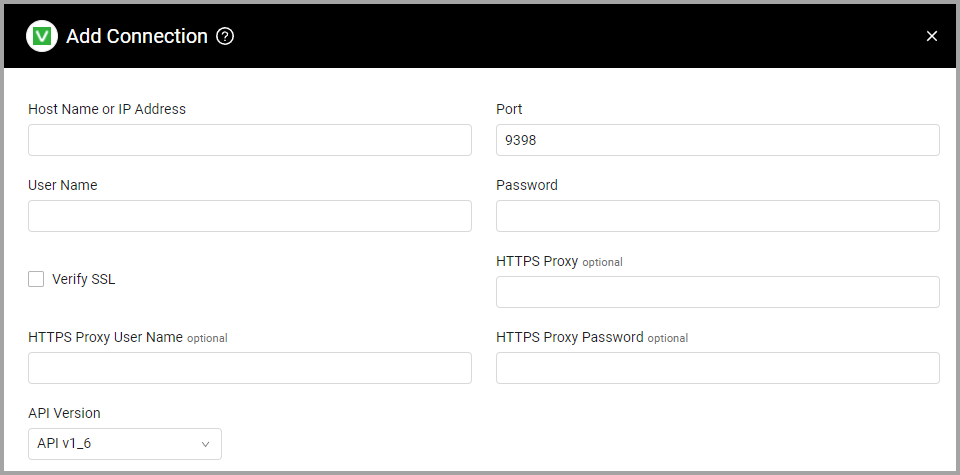 V Add Connection ?
Host Name or IP Address
Port
9398
User Name
Password
Verify SSL
HTTPS Proxy optional
HTTPS Proxy User Name optional
HTTPS Proxy Password optional
API Version
API v1_6